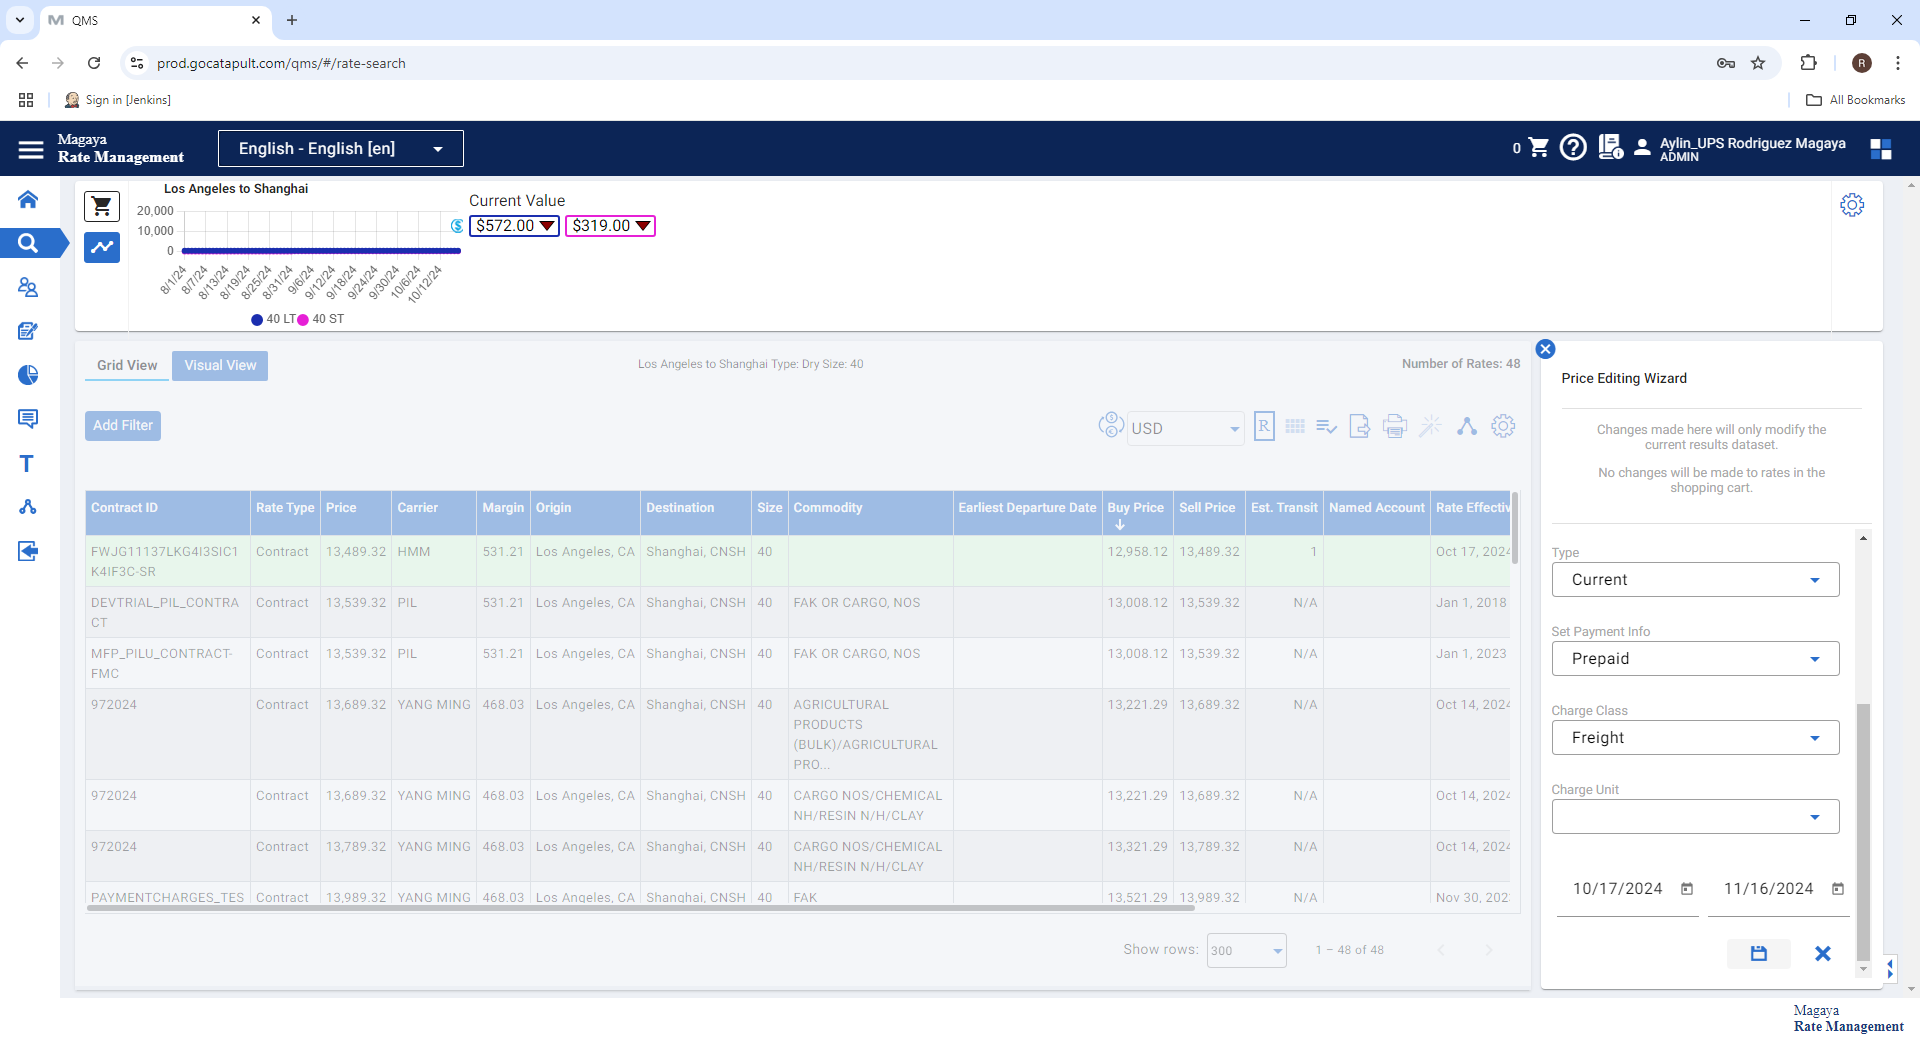 QMS
prod.gocatapult.com/qms/#/rate-search
R
Sign in [Jenkins]
All Bookmarks
Magaya
Rate Management
English - English [en]
0
Aylin_UPS Rodriguez Magaya
ADMIN
Los Angeles to Shanghai
20,000
10,000
0
8/1/24 8/7/24 8/13/24 8/19/24 8/25/24 8/31/24 9/6/24 9/12/24 9/18/24 9/24/24 9/30/24 10/6/24 10/12/24
40 LT 40 ST
Current Value
$572.00 $319.00
Grid View Visual View
Los Angeles to Shanghai Type: Dry Size: 40
Number of Rates: 48
Add Filter
USD
R
Contract ID Rate Type Price Carrier Margin Origin Destination Size Commodity Earliest Departure Date Buy Price Sell Price Est. Transit Named Account Rate Effectiv
FWJG11137LKG4I3SIC1 Contract 13,489.32 HMM 531.21 Los Angeles, CA Shanghai, CNSH 40 12,958.12 13,489.32 1 Oct 17, 2024
K4IF3C-SR
DEVTRIAL_PIL_CONTRA Contract 13,539.32 PIL 531.21 Los Angeles, CA Shanghai, CNSH 40 FAK OR CARGO, NOS 13,008.12 13,539.32 N/A Jan 1, 2018
CT
MFP_PILU_CONTRACT- Contract 13,539.32 PIL 531.21 Los Angeles, CA Shanghai, CNSH 40 FAK OR CARGO, NOS 13,008.12 13,539.32 N/A Jan 1, 2023
FMC
972024 Contract 13,689.32 YANG MING 468.03 Los Angeles, CA Shanghai, CNSH 40 AGRICULTURAL 13,221.29 13,689.32 N/A Oct 14, 2024
PRODUCTS
(BULK)/AGRICULTURAL
PRO...
972024 Contract 13,689.32 YANG MING 468.03 Los Angeles, CA Shanghai, CNSH 40 CARGO NOS/CHEMICAL 13,221.29 13,689.32 N/A Oct 14, 2024
NH/RESIN N/H/CLAY
972024 Contract 13,789.32 YANG MING 468.03 Los Angeles, CA Shanghai, CNSH 40 CARGO NOS/CHEMICAL 13,321.29 13,789.32 N/A Oct 14, 2024
NH/RESIN N/H/CLAY
PAYMENTCHARGES_TES Contract 13,989.32 YANG MING 468.03 Los Angeles, CA Shanghai, CNSH 40 FAK 13,521.29 13,989.32 N/A Nov 30, 202
Show rows: 300 1 – 48 of 48
Price Editing Wizard
Changes made here will only modify the
current results dataset.
No changes will be made to rates in the
shopping cart.
Type
Current
Set Payment Info
Prepaid
Charge Class
Freight
Charge Unit
10/17/2024 11/16/2024
Magaya
Rate Management